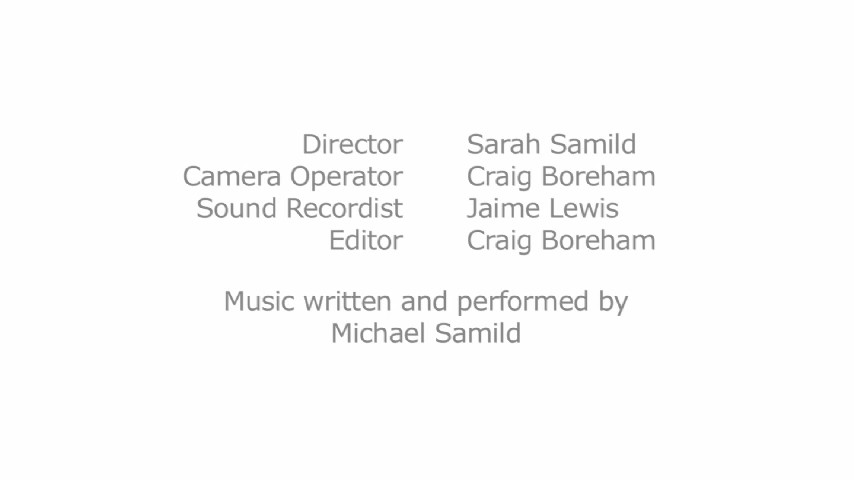 Director Sarah Samild
Camera Operator Craig Boreham
Sound Recordist Jaime Lewis
Editor Craig Boreham
Music written and performed by
Michael Samild